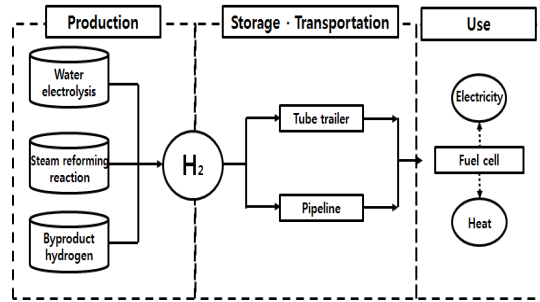 Production
Storage · Transportation
Use
Water
electrolysis
Steam reforming
reaction
Byproduct
hydrogen
H₂
Tube trailer
Pipeline
Electricity
Fuel cell
Heat